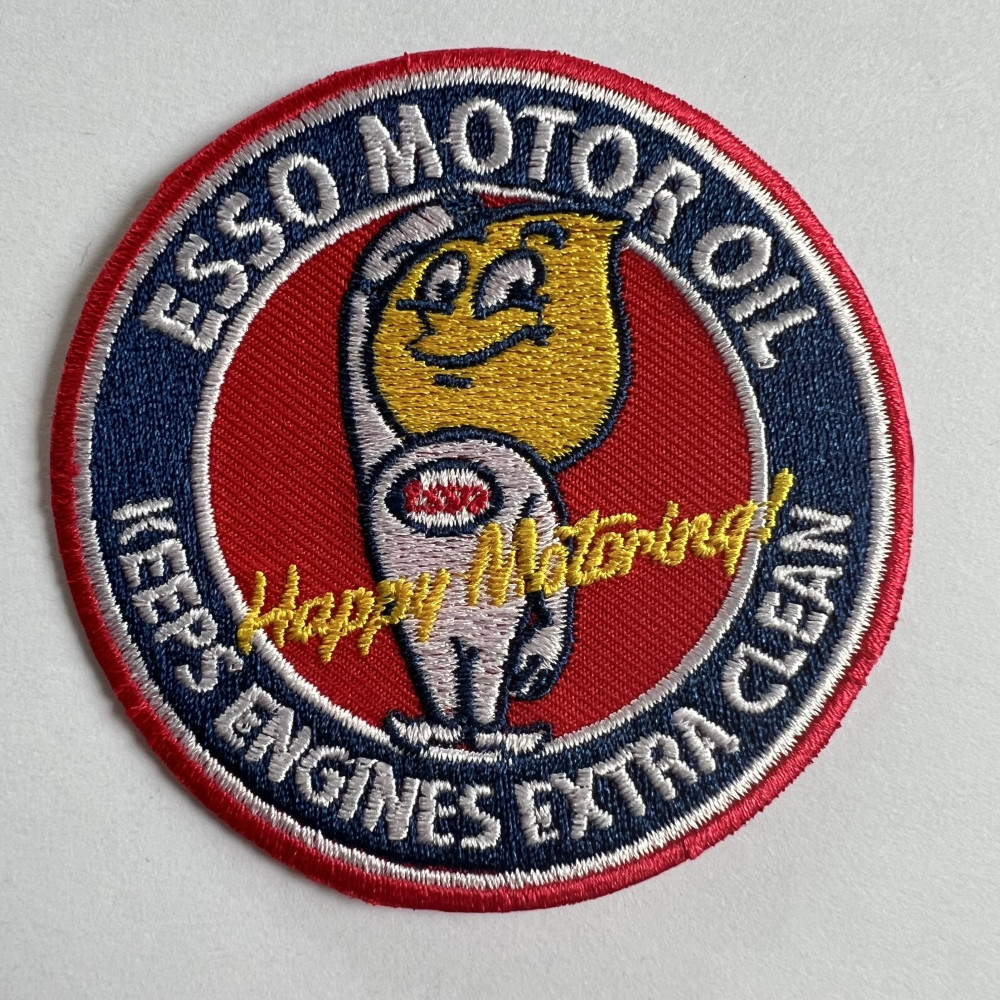 ESSO MOTOR OIL
ESSO
Happy Motoring!
KEEPS ENGINES EXTRA CLEAN